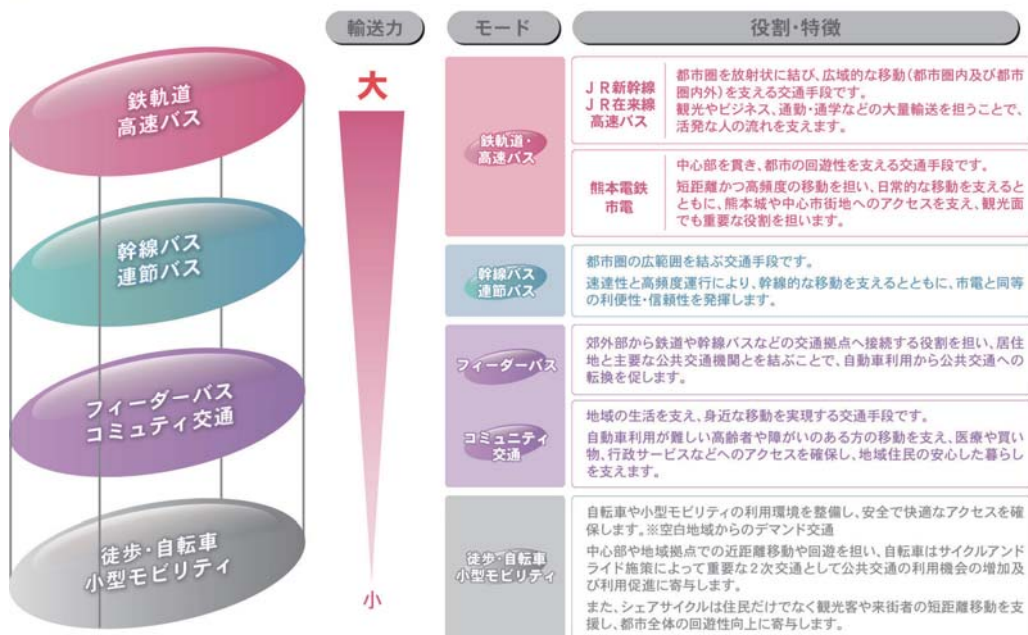 輸送力
モード
役割・特徴
鉄軌道
高速バス
幹線バス
連節バス
フィーダーバス
コミュティ交通
徒歩・自転車
小型モビリティ
大
小
鉄軌道・
高速バス
JR新幹線
JR在来線
高速バス
都市圏を放射状に結び、広域的な移動(都市圏内及び都市
圏内外)を支える交通手段です。
観光やビジネス、通勤・通学などの大量輸送を担うことで、
活発な人の流れを支えます。
熊本電鉄
市電
中心部を貫き、都市の回遊性を支える交通手段です。
短距離かつ高頻度の移動を担い、日常的な移動を支えると
ともに、熊本城や中心市街地へのアクセスを支え、観光面
でも重要な役割を担います。
幹線バス
連節バス
都市圏の広範囲を結ぶ交通手段です。
速達性と高頻度運行により、幹線的な移動を支えるとともに、市電と同等
の利便性・信頼性を発揮します。
フィーダーバス
郊外部から鉄道や幹線バスなどの交通拠点へ接続する役割を担い、居住
地と主要な公共交通機関とを結ぶことで、自動車利用から公共交通への
転換を促します。
コミュニティ
交通
地域の生活を支え、身近な移動を実現する交通手段です。
自動車利用が難しい高齢者や障がいのある方の移動を支え、医療や買い
物、行政サービスなどへのアクセスを確保し、地域住民の安心した暮らし
を支えます。
徒歩・自転車
小型モビリティ
自転車や小型モビリティの利用環境を整備し、安全で快適なアクセスを確
保します。※空白地域からのデマンド交通
中心部や地域拠点での近距離移動や回遊を担い、自転車はサイクルアンド
ライド施策によって重要な2次交通として公共交通の利用機会の増加及
び利用促進に寄与します。
また、シェアサイクルは住民だけでなく観光客や来街者の短距離移動を支
援し、都市全体の回遊性向上に寄与します。